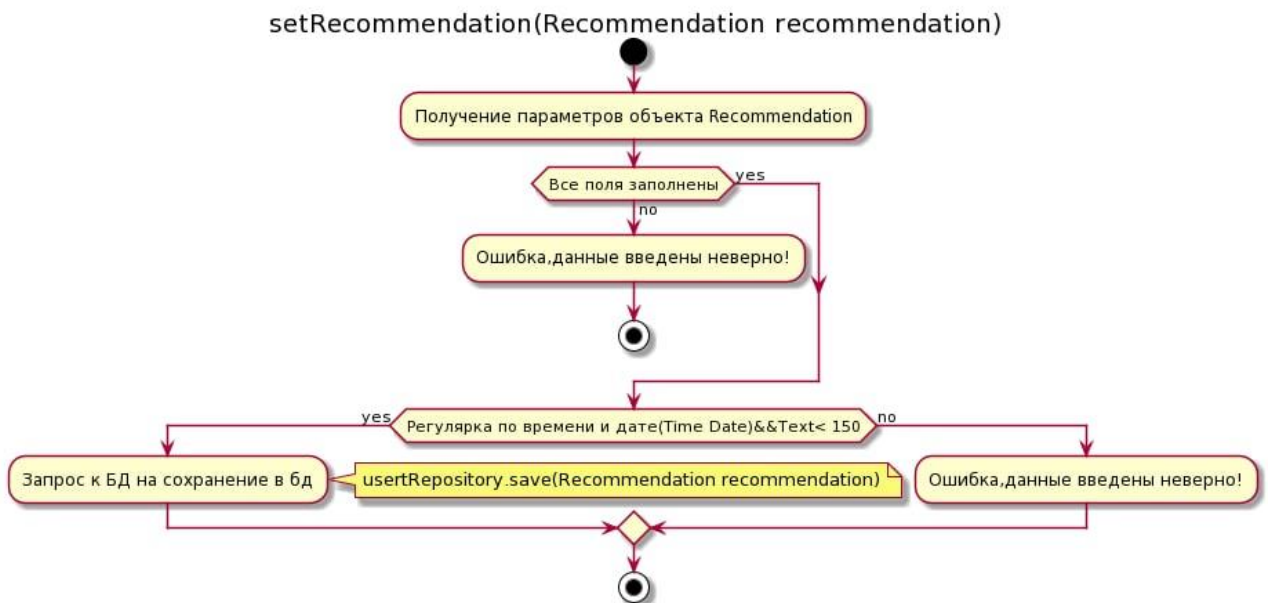 setRecommendation(Recommendation recommendation)
Получение параметров объекта Recommendation
Все поля заполнены
yes
no
Ошибка,данные введены неверно!
yes
Регулярка по времени и дате(Time Date)&&Text< 150
no
Запрос к БД на сохранение в бд
usertRepository.save(Recommendation recommendation)
Ошибка,данные введены неверно!